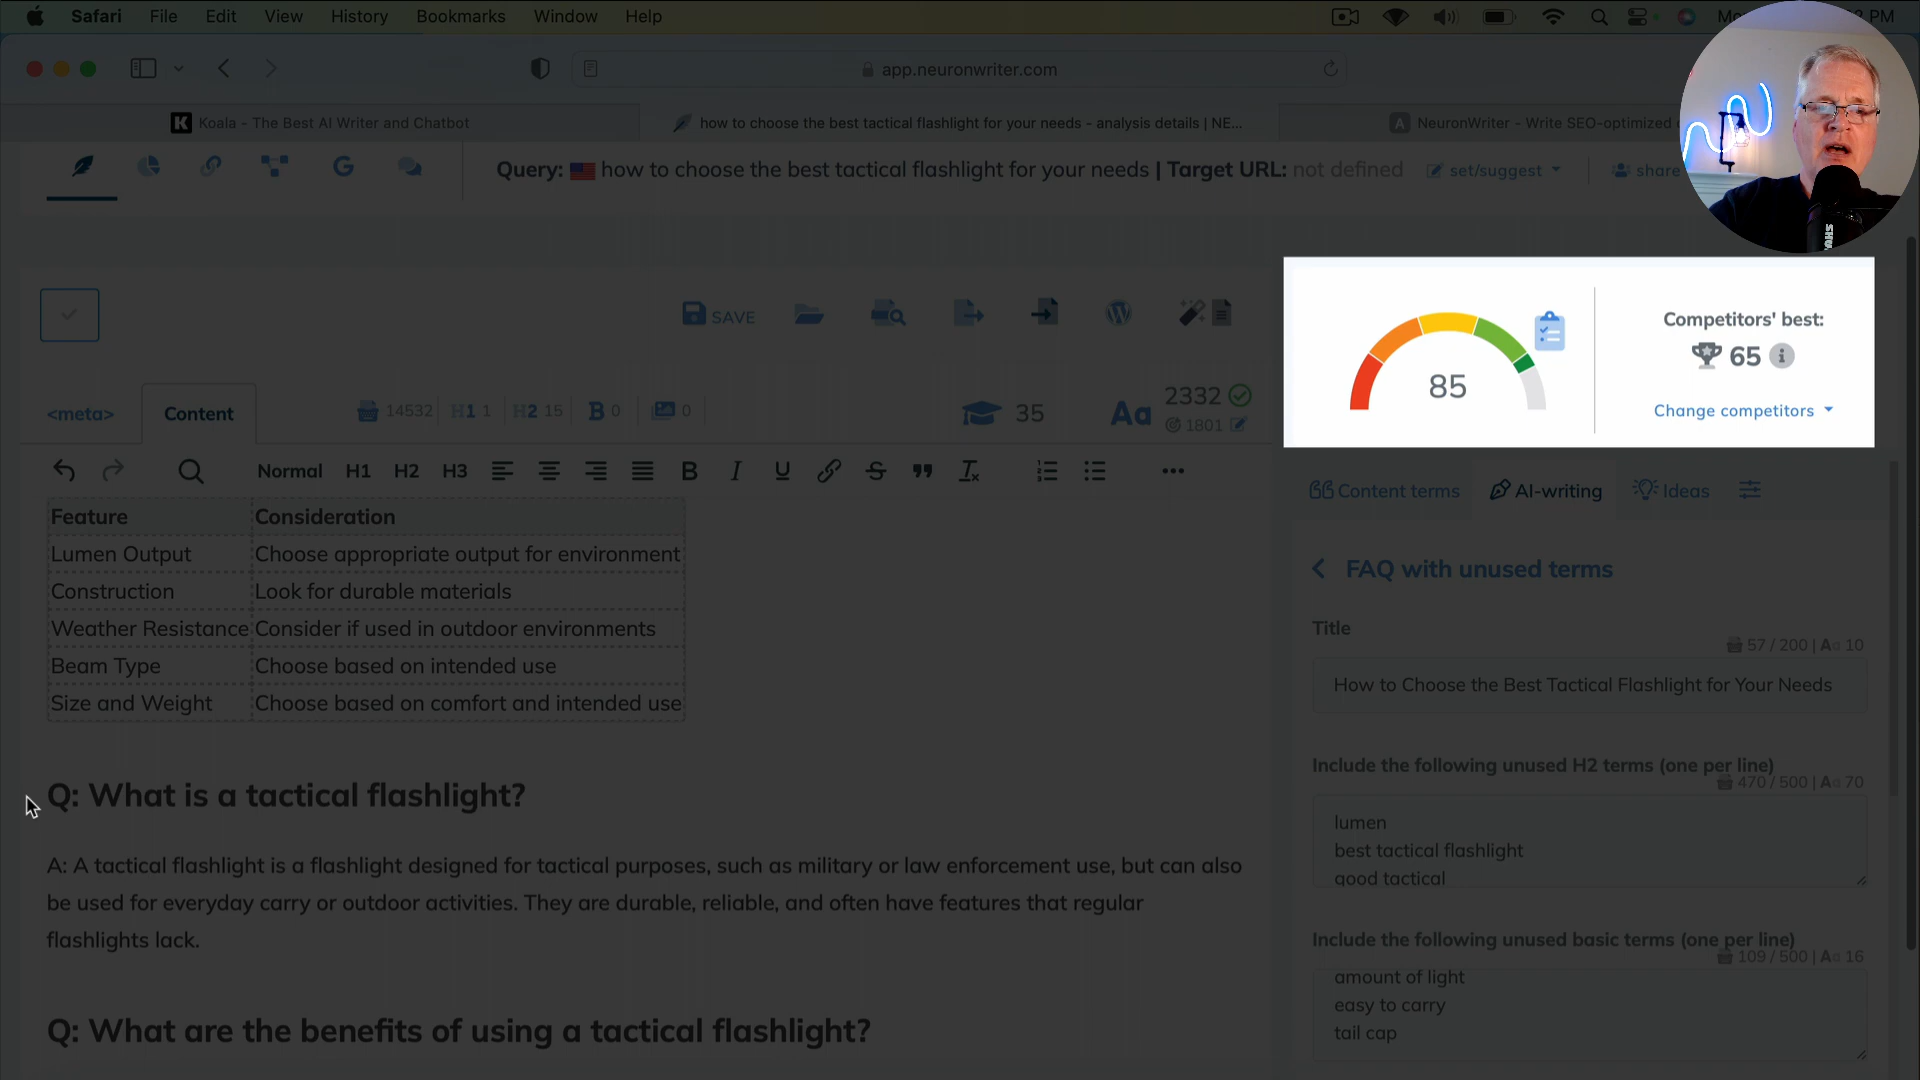 Safari File Edit View History Bookmarks Window Help
app.neuronwriter.com
Koala - The Best AI Writer and Chatbot
how to choose the best tactical flashlight for your needs - analysis details | NE...
NeuronWriter - Write SEO-optimized
Query: how to choose the best tactical flashlight for your needs | Target URL: not defined
set/suggest
share
SAVE
85
Competitors' best:
65
Change competitors
<meta>
Content
14532 H1 1 H2 15 B 0 0
35
Aa 2332
1801
Normal H1 H2 H3 B I U S
Content terms AI-writing Ideas
Feature Consideration
Lumen Output Choose appropriate output for environment
Construction Look for durable materials
Weather Resistance Consider if used in outdoor environments
Beam Type Choose based on intended use
Size and Weight Choose based on comfort and intended use
Q: What is a tactical flashlight?
A: A tactical flashlight is a flashlight designed for tactical purposes, such as military or law enforcement use, but can also
be used for everyday carry or outdoor activities. They are durable, reliable, and often have features that regular
flashlights lack.
Q: What are the benefits of using a tactical flashlight?
FAQ with unused terms
Title
57 / 200 | Aa 10
How to Choose the Best Tactical Flashlight for Your Needs
Include the following unused H2 terms (one per line)
470 / 500 | Aa 70
lumen
best tactical flashlight
good tactical
Include the following unused basic terms (one per line)
109 / 500 | Aa 16
amount of light
easy to carry
tail cap